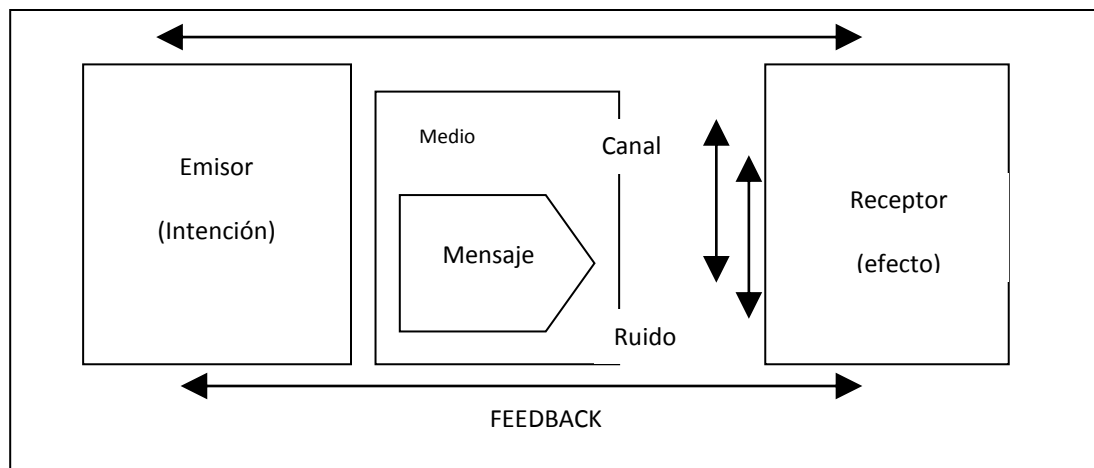 Emisor
(Intención)
Medio
Mensaje
Canal
Ruido
Receptor
(efecto)
FEEDBACK